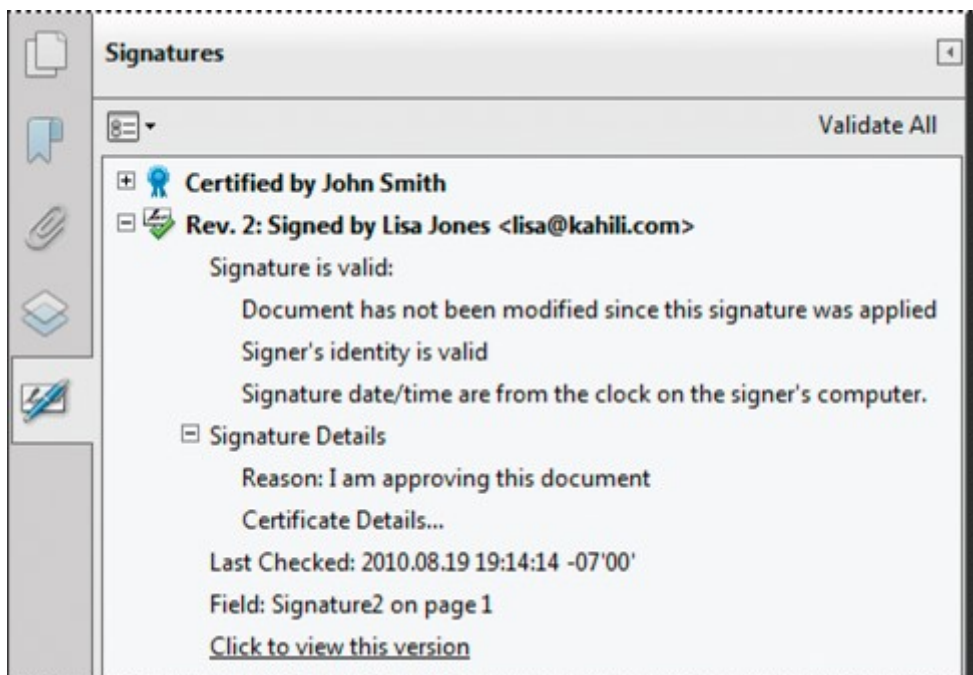 Signatures
Validate All
Certified by John Smith
Rev. 2: Signed by Lisa Jones <lisa@kahili.com>
Signature is valid:
Document has not been modified since this signature was applied
Signer's identity is valid
Signature date/time are from the clock on the signer's computer.
Signature Details
Reason: I am approving this document
Certificate Details...
Last Checked: 2010.08.19 19:14:14 -07'00'
Field: Signature2 on page 1
Click to view this version